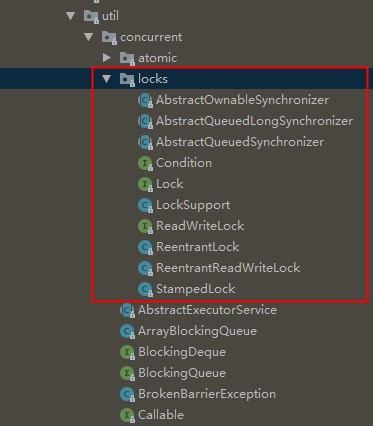 util
concurrent
atomic
locks
AbstractOwnableSynchronizer
AbstractQueuedLongSynchronizer
AbstractQueuedSynchronizer
Condition
Lock
LockSupport
ReadWriteLock
ReentrantLock
ReentrantReadWriteLock
StampedLock
AbstractExecutorService
ArrayBlockingQueue
BlockingDeque
BlockingQueue
BrokenBarrierException
Callable